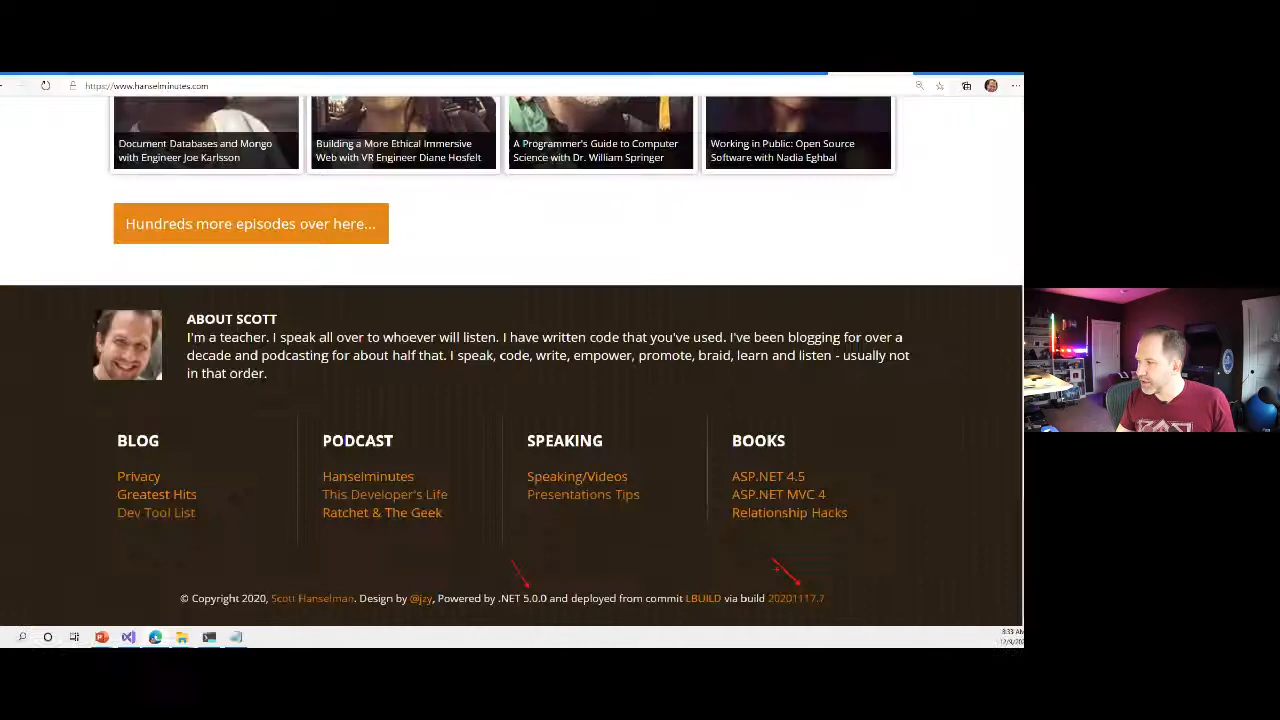 https://www.hanselminutes.com
Document Databases and Mongo
with Engineer Joe Karlsson
Building a More Ethical Immersive
Web with VR Engineer Diane Hosfelt
A Programmer's Guide to Computer
Science with Dr. William Springer
Working in Public: Open Source
Software with Nadia Eghbal
Hundreds more episodes over here...
ABOUT SCOTT
I'm a teacher. I speak all over to whoever will listen. I have written code that you've used. I've been blogging for over a
decade and podcasting for about half that. I speak, code, write, empower, promote, braid, learn and listen - usually not
in that order.
BLOG
Privacy
Greatest Hits
Dev Tool List
PODCAST
Hanselminutes
This Developer's Life
Ratchet & The Geek
SPEAKING
Speaking/Videos
Presentations Tips
BOOKS
ASP.NET 4.5
ASP.NET MVC 4
Relationship Hacks
© Copyright 2020, Scott Hanselman. Design by @jzy, Powered by .NET 5.0.0 and deployed from commit LBUILD via build 20201117.7
8:33 AM